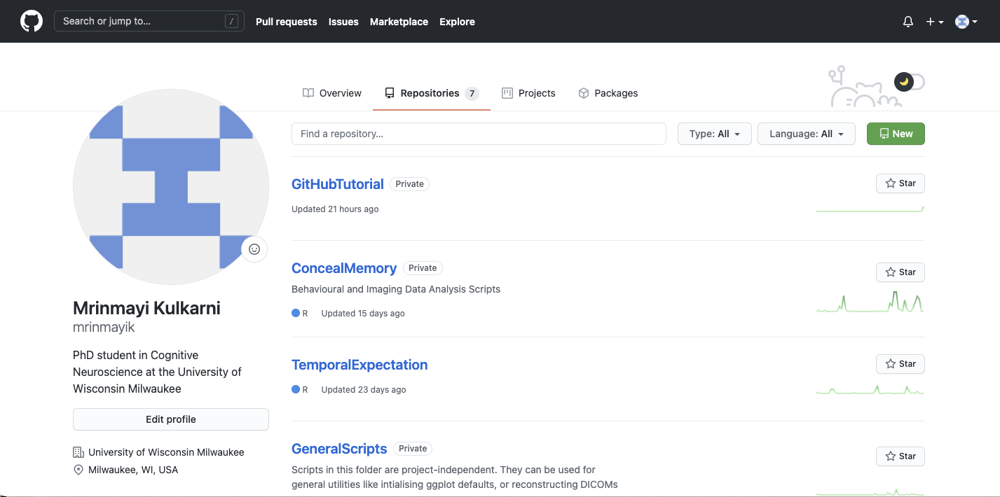 Search or jump to... /
Pull requests Issues Marketplace Explore
Overview Repositories 7 Projects Packages
Find a repository... Type: All Language: All New
GitHubTutorial Private Star
Updated 21 hours ago
ConcealMemory Private Star
Behavioural and Imaging Data Analysis Scripts
R Updated 15 days ago
TemporalExpectation Star
R Updated 23 days ago
GeneralScripts Private Star
Scripts in this folder are project-independent. They can be used for
general utilities like intialising ggplot defaults, or reconstructing DICOMs
Mrinmayi Kulkarni
mrinmayik
PhD student in Cognitive
Neuroscience at the University of
Wisconsin Milwaukee
Edit profile
University of Wisconsin Milwaukee
Milwaukee, WI, USA